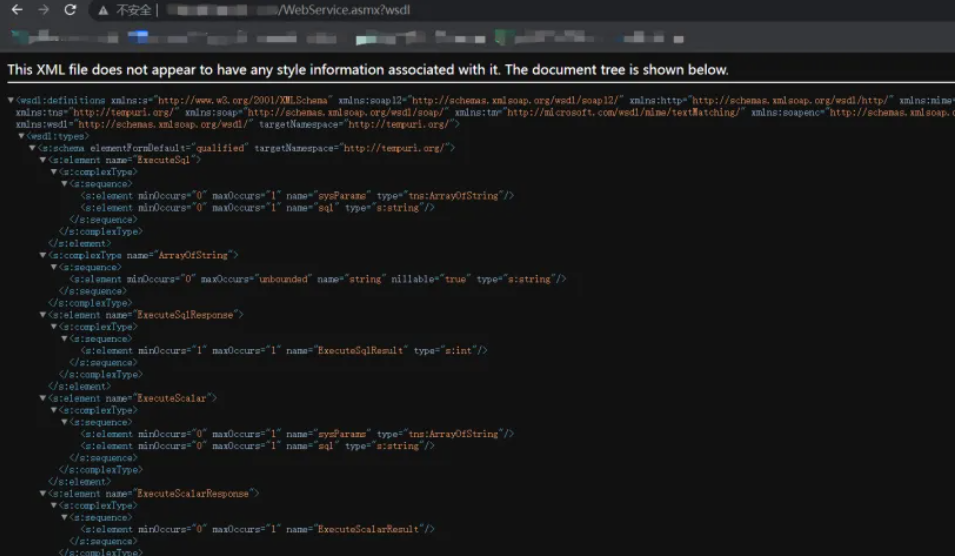 不安全 | /WebService.asmx?wsdl
This XML file does not appear to have any style information associated with it. The document tree is shown below.
▼<wsdl:definitions xmlns:s="http://www.w3.org/2001/XMLSchema" xmlns:soap12="http://schemas.xmlsoap.org/wsdl/soap12/" xmlns:http="http://schemas.xmlsoap.org/wsdl/http/" xmlns:mime
xmlns:tns="http://tempuri.org/" xmlns:soap="http://schemas.xmlsoap.org/wsdl/soap/" xmlns:tm="http://microsoft.com/wsdl/mime/textMatching/" xmlns:soapenc="http://schemas.xmlsoap.o
xmlns:wsdl="http://schemas.xmlsoap.org/wsdl/" targetNamespace="http://tempuri.org/">
▼<wsdl:types>
▼<s:schema elementFormDefault="qualified" targetNamespace="http://tempuri.org/">
▼<s:element name="ExecuteSql">
▼<s:complexType>
▼<s:sequence>
<s:element minOccurs="0" maxOccurs="1" name="sysParams" type="tns:ArrayOfString"/>
<s:element minOccurs="0" maxOccurs="1" name="sql" type="s:string"/>
</s:sequence>
</s:complexType>
</s:element>
▼<s:complexType name="ArrayOfString">
▼<s:sequence>
<s:element minOccurs="0" maxOccurs="unbounded" name="string" nillable="true" type="s:string"/>
</s:sequence>
</s:complexType>
▼<s:element name="ExecuteSqlResponse">
▼<s:complexType>
▼<s:sequence>
<s:element minOccurs="1" maxOccurs="1" name="ExecuteSqlResult" type="s:int"/>
</s:sequence>
</s:complexType>
</s:element>
▼<s:element name="ExecuteScalar">
▼<s:complexType>
▼<s:sequence>
<s:element minOccurs="0" maxOccurs="1" name="sysParams" type="tns:ArrayOfString"/>
<s:element minOccurs="0" maxOccurs="1" name="sql" type="s:string"/>
</s:sequence>
</s:complexType>
</s:element>
▼<s:element name="ExecuteScalarResponse">
▼<s:complexType>
▼<s:sequence>
<s:element minOccurs="0" maxOccurs="1" name="ExecuteScalarResult"/>
</s:sequence>
</s:complexType>